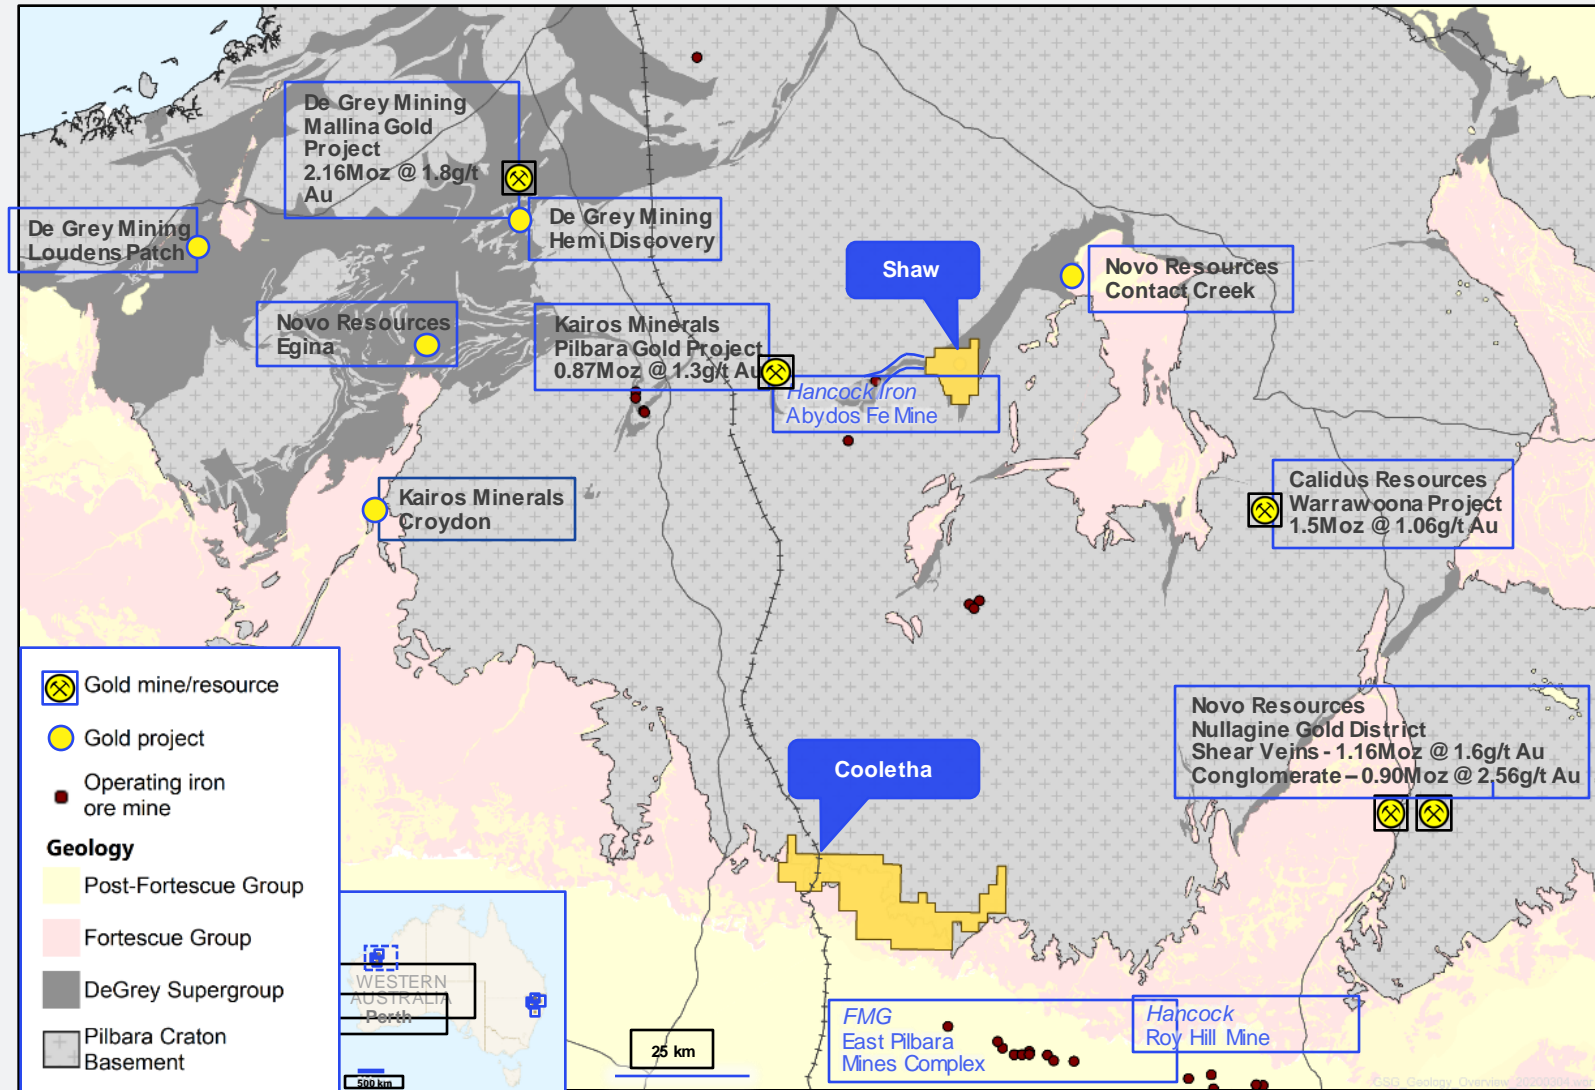 De Grey Mining
Mallina Gold
Project
2.16Moz @ 1.8g/t
Au
De Grey Mining
Loudens Patch
De Grey Mining
Hemi Discovery
Shaw
Novo Resources
Contact Creek
Novo Resources
Egina
Kairos Minerals
Pilbara Gold Project
0.87Moz @ 1.3g/t Au
Hancock Iron
Abydos Fe Mine
Kairos Minerals
Croydon
Calidus Resources
Warrawoona Project
1.5Moz @ 1.06g/t Au
Novo Resources
Nullagine Gold District
Shear Veins - 1.16Moz @ 1.6g/t Au
Conglomerate – 0.90Moz @ 2.56g/t Au
Cooletha
Gold mine/resource
Gold project
Operating iron
ore mine
Geology
Post-Fortescue Group
Fortescue Group
DeGrey Supergroup
Pilbara Craton
Basement
WESTERN
AUSTRALIA
Perth
500 km
25 km
FMG
East Pilbara
Mines Complex
Hancock
Roy Hill Mine